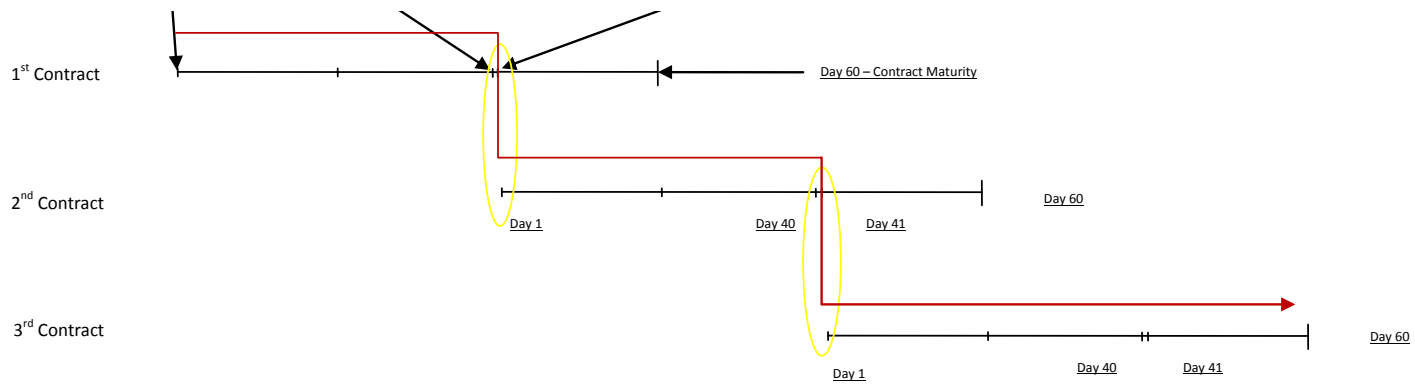 1st Contract
Day 60 – Contract Maturity
2nd Contract
Day 60
Day 1
Day 40
Day 41
3rd Contract
Day 60
Day 1
Day 40
Day 41